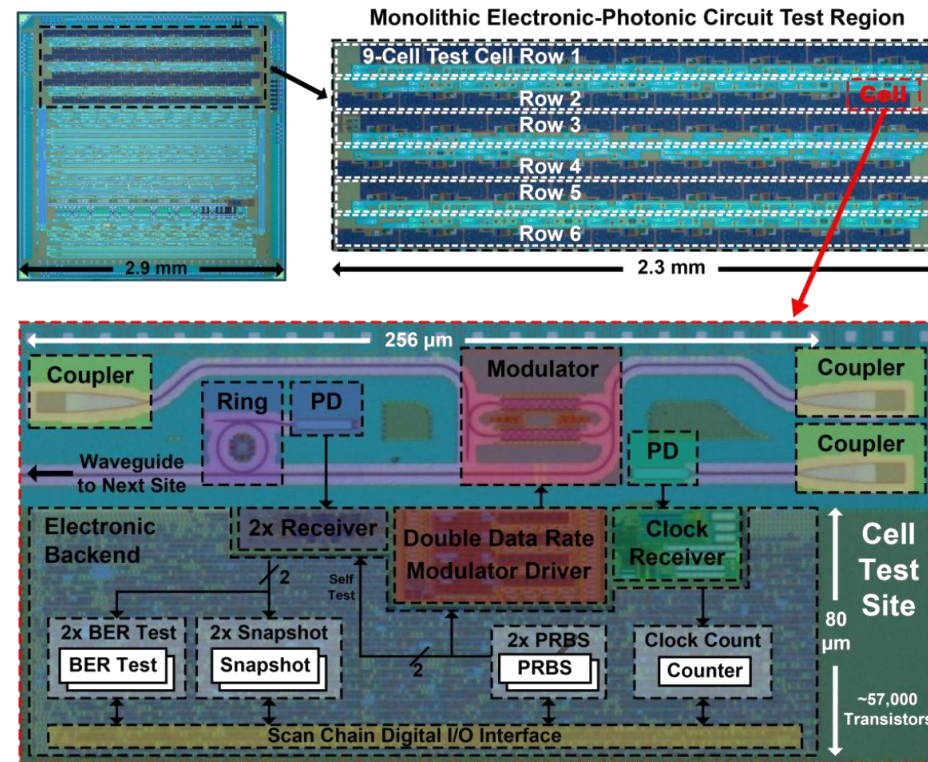 Monolithic Electronic-Photonic Circuit Test Region
9-Cell Test Cell Row 1
Row 2
Cell
Row 3
Row 4
Row 5
Row 6
2.9 mm
2.3 mm
256 µm
Coupler
Modulator
Coupler
Ring
PD
PD
Coupler
Waveguide
to Next Site
Electronic
Backend
2x Receiver
Double Data Rate
Modulator Driver
Clock
Receiver
Cell
Test
Site
2
Self
Test
80
µm
2x BER Test
BER Test
2x Snapshot
Snapshot
2
2x PRBS
PRBS
Clock Count
Counter
~57,000
Transistors
Scan Chain Digital I/O Interface